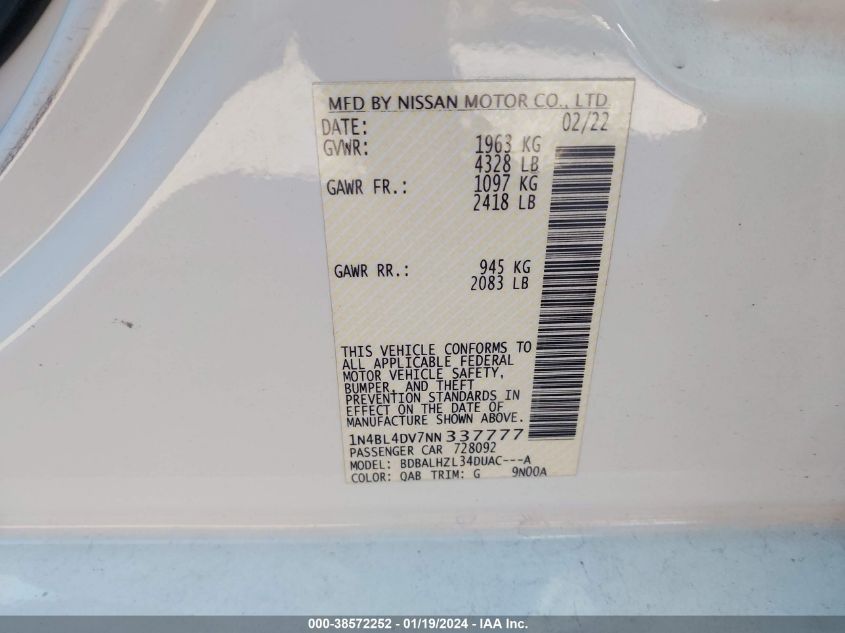 MFD BY NISSAN MOTOR CO., LTD
DATE: 02/22
GVWR: 1963 KG
4328 LB
GAWR FR.: 1097 KG
2418 LB
GAWR RR.: 945 KG
2083 LB
THIS VEHICLE CONFORMS TO
ALL APPLICABLE FEDERAL
MOTOR VEHICLE SAFETY,
BUMPER, AND THEFT
PREVENTION STANDARDS IN
EFFECT ON THE DATE OF
MANUFACTURE SHOWN ABOVE.
1N4BL4DV7NN337777
PASSENGER CAR 728092
MODEL: BDBALHZL34DUAC---A
COLOR: QAB TRIM: G 9N00A
000-38572252 - 01/19/2024 - IAA Inc.